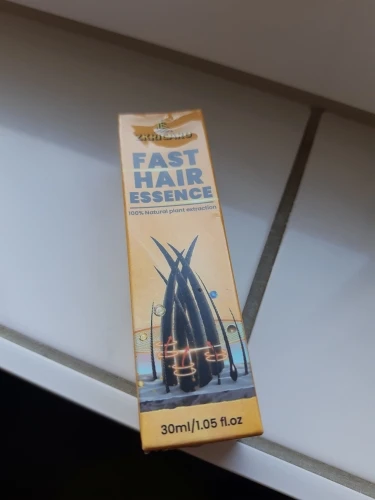 FAST
HAIR
ESSENCE
100% Natural plant extraction
30ml/1.05 fl.oz